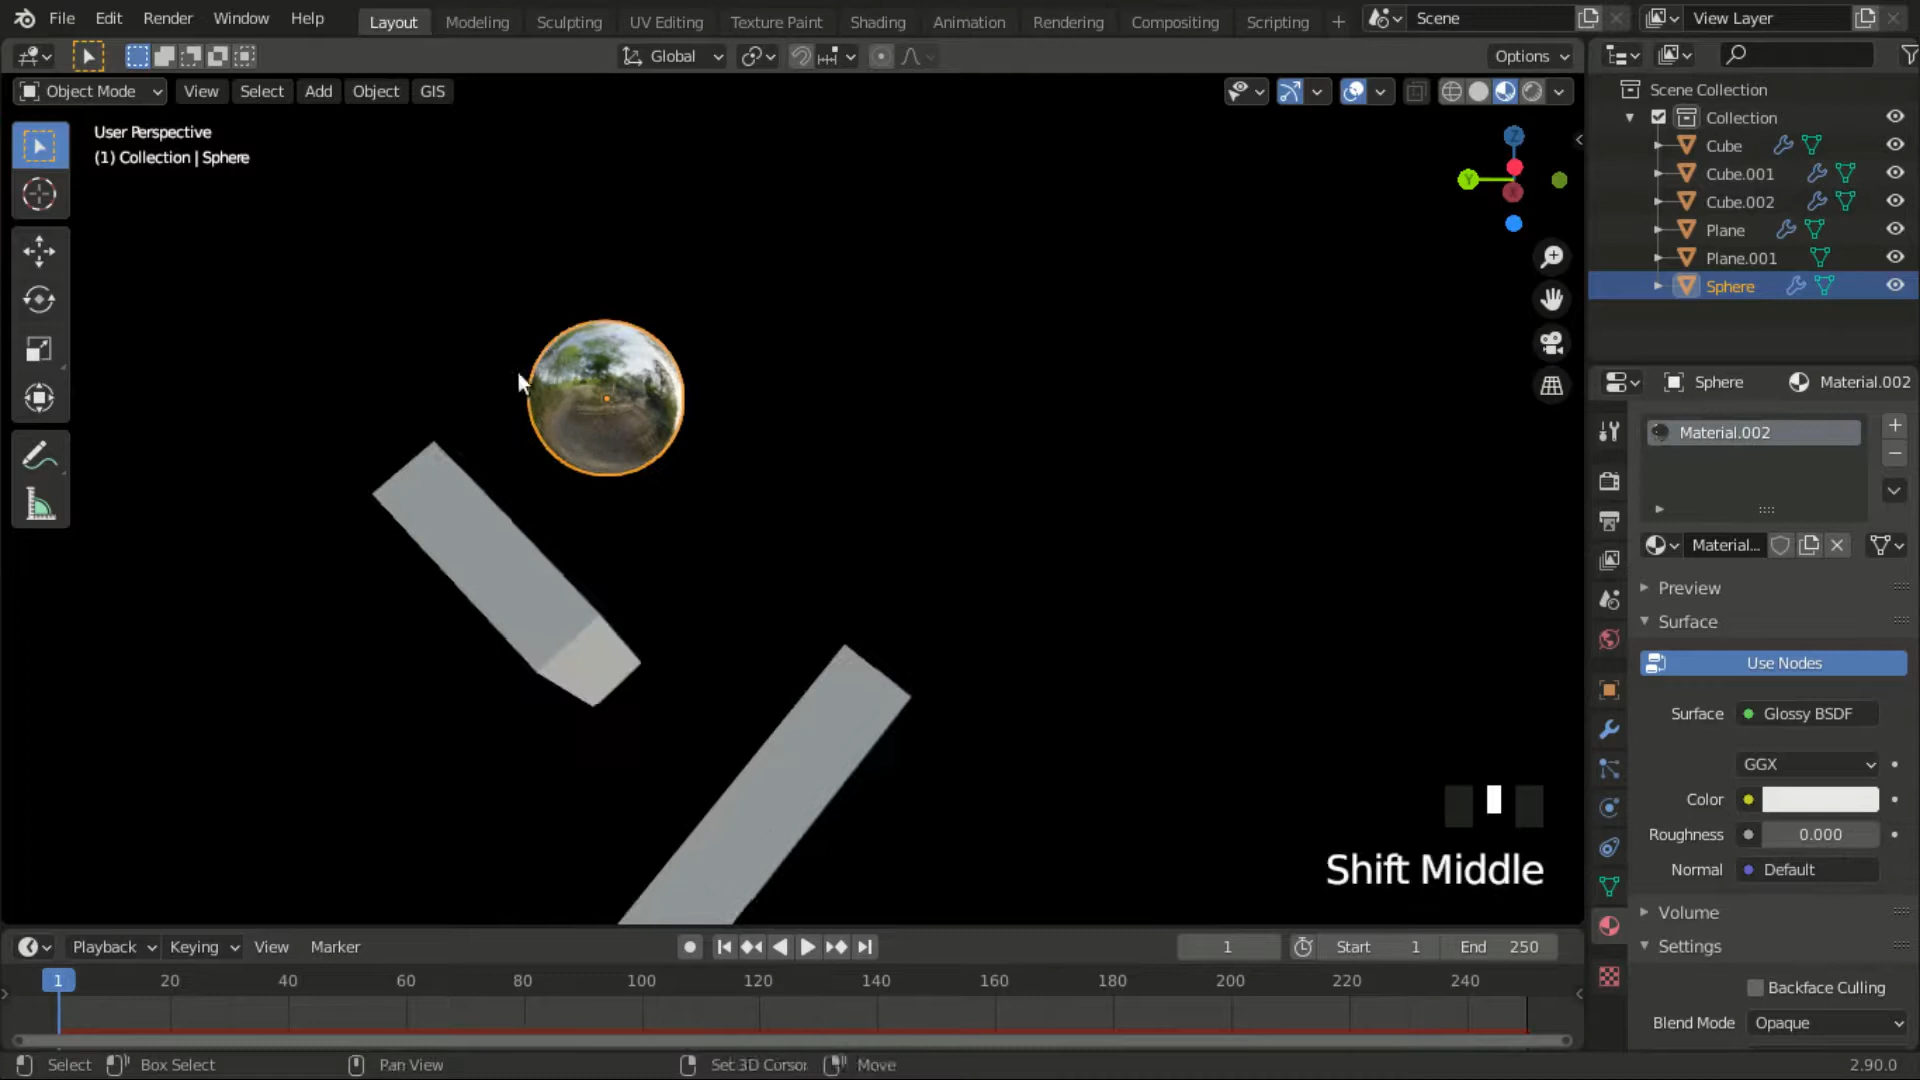 File Edit Render Window Help Layout Modeling Sculpting UV Editing Texture Paint Shading Animation Rendering Compositing Scripting Scene View Layer
Global Options
Object Mode View Select Add Object GIS
User Perspective
(1) Collection | Sphere
Z
Y
X
Scene Collection
Collection
Cube
Cube.001
Cube.002
Plane
Plane.001
Sphere
Sphere Material.002
Material.002
Material...
Preview
Surface
Use Nodes
Surface Glossy BSDF
GGX
Color
Roughness 0.000
Normal Default
Volume
Settings
Backface Culling
Blend Mode Opaque
Shift Middle
Playback Keying View Marker 1 Start 1 End 250
1 20 40 60 80 100 120 140 160 180 200 220 240
Select Box Select Pan View Set 3D Cursor Move 2.90.0